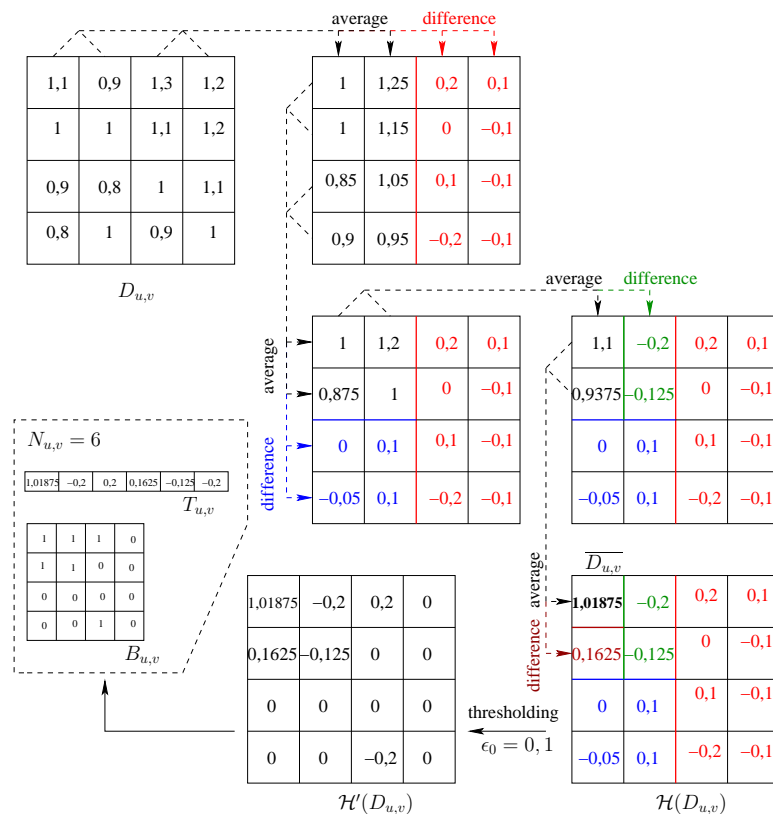 average difference
1,1 0,9 1,3 1,2
1 1 1,1 1,2
0,9 0,8 1 1,1
0,8 1 0,9 1
D_{u,v}
1 1,25 0,2 0,1
1 1,15 0 −0,1
0,85 1,05 0,1 −0,1
0,9 0,95 −0,2 −0,1
average difference
average
difference
1 1,2 0,2 0,1
0,875 1 0 −0,1
0 0,1 0,1 −0,1
−0,05 0,1 −0,2 −0,1
1,1 −0,2 0,2 0,1
0,9375 −0,125 0 −0,1
0 0,1 0,1 −0,1
−0,05 0,1 −0,2 −0,1
N_{u,v} = 6
1,01875 −0,2 0,2 0,1625 −0,125 −0,2
T_{u,v}
1 1 1 0
1 1 0 0
0 0 0 0
0 0 1 0
B_{u,v}
1,01875 −0,2 0,2 0
0,1625 −0,125 0 0
0 0 0 0
0 0 −0,2 0
H′(D_{u,v})
thresholding
ϵ_0 = 0, 1
average
difference
\overline{D_{u,v}}
1,01875 −0,2 0,2 0,1
0,1625 −0,125 0 −0,1
0 0,1 0,1 −0,1
−0,05 0,1 −0,2 −0,1
H(D_{u,v})